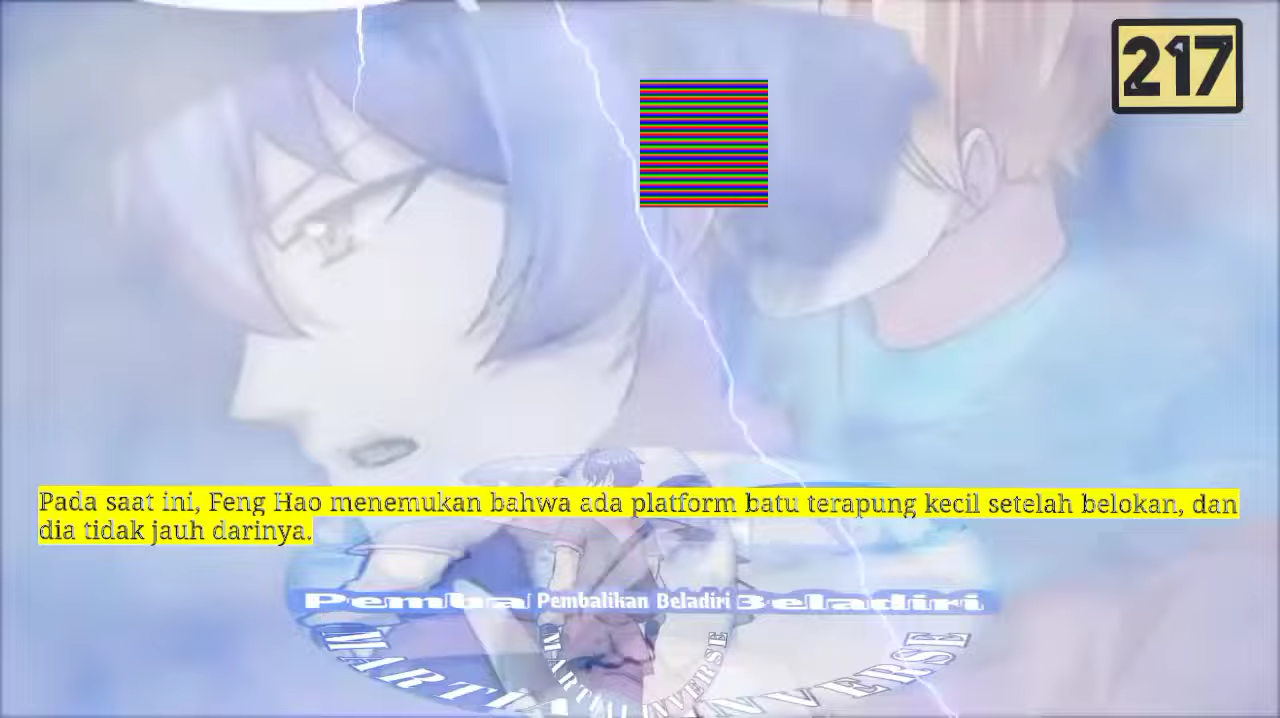 217
Pada saat ini, Feng Hao menemukan bahwa ada platform batu terapung kecil setelah belokan, dan
dia tidak jauh darinya.
Pembalikan Beladiri Beladiri
MARTIAL INVERSE